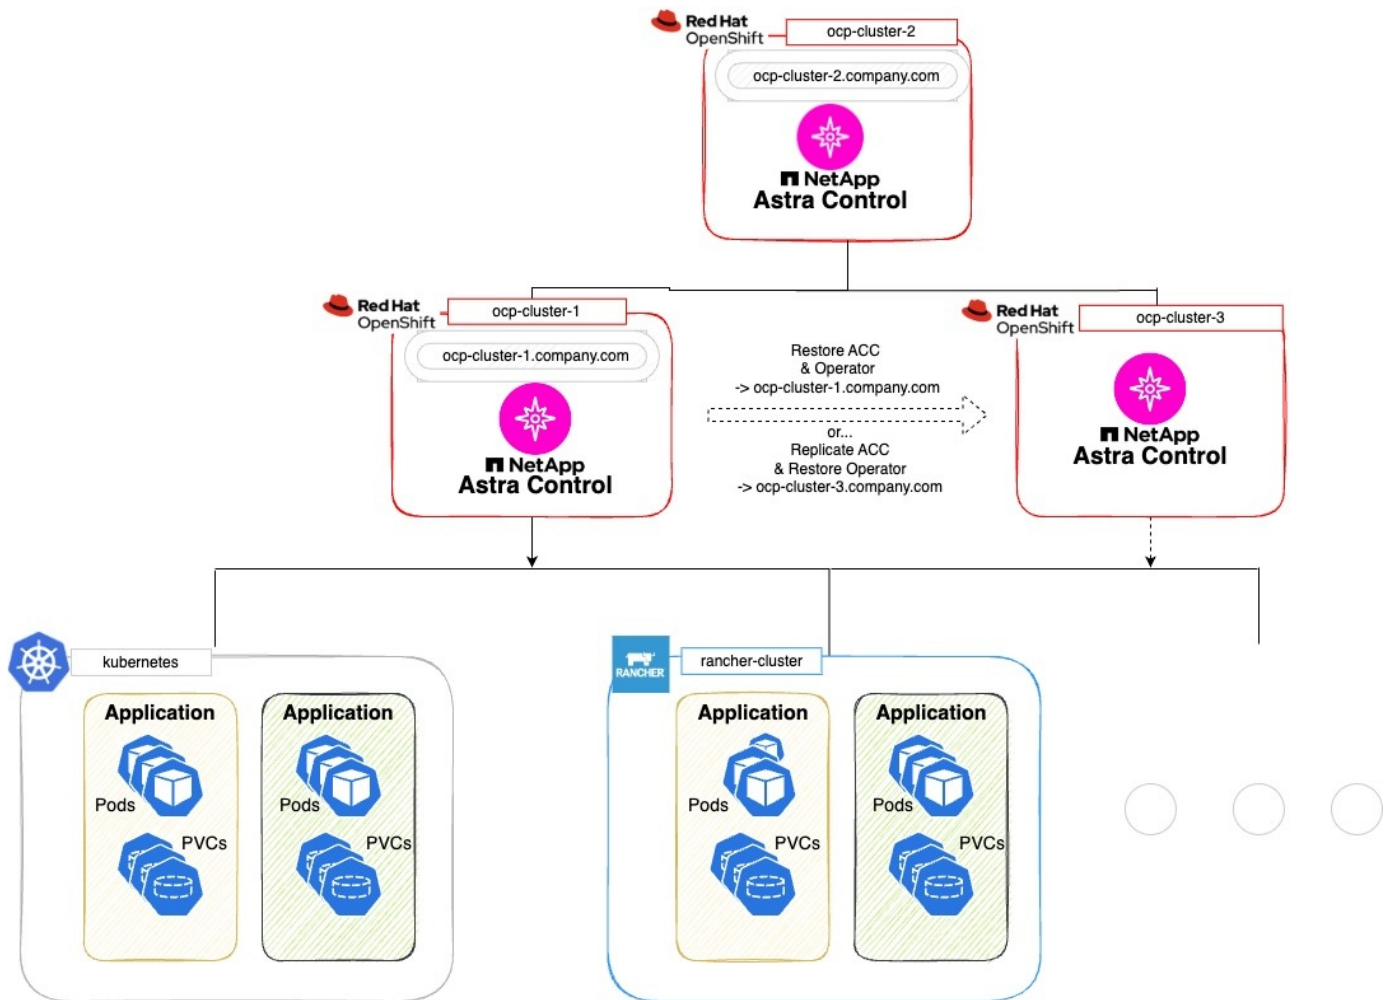 Red Hat
OpenShift
ocp-cluster-2
ocp-cluster-2.company.com
NetApp
Astra Control
Red Hat
OpenShift
ocp-cluster-1
ocp-cluster-1.company.com
NetApp
Astra Control
Restore ACC
& Operator
-> ocp-cluster-1.company.com
or...
Replicate ACC
& Restore Operator
-> ocp-cluster-3.company.com
Red Hat
OpenShift
ocp-cluster-3
NetApp
Astra Control
kubernetes
Application
Pods
PVCs
Application
Pods
PVCs
RANCHER
rancher-cluster
Application
Pods
PVCs
Application
Pods
PVCs